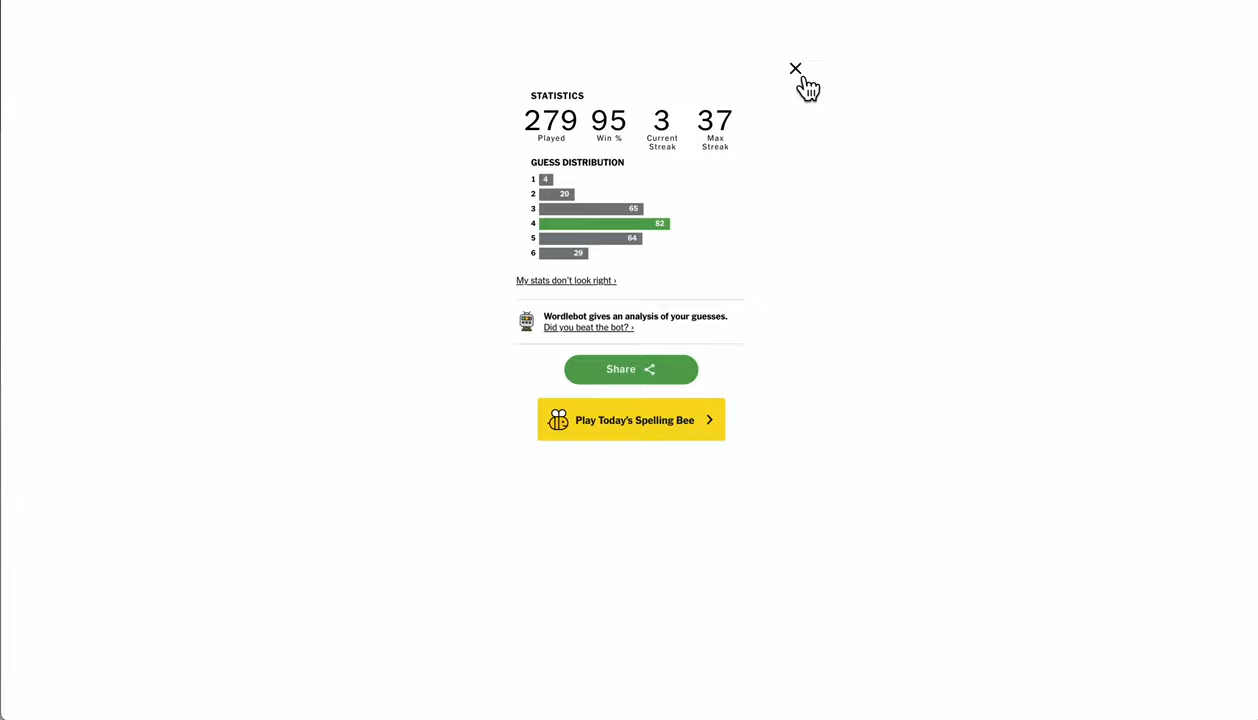 STATISTICS
279 95 3 37
Played Win % Current Streak Max Streak
GUESS DISTRIBUTION
1 4
2 20
3 65
4 82
5 64
6 29
My stats don't look right ›
Wordlebot gives an analysis of your guesses.
Did you beat the bot? ›
Share
Play Today's Spelling Bee